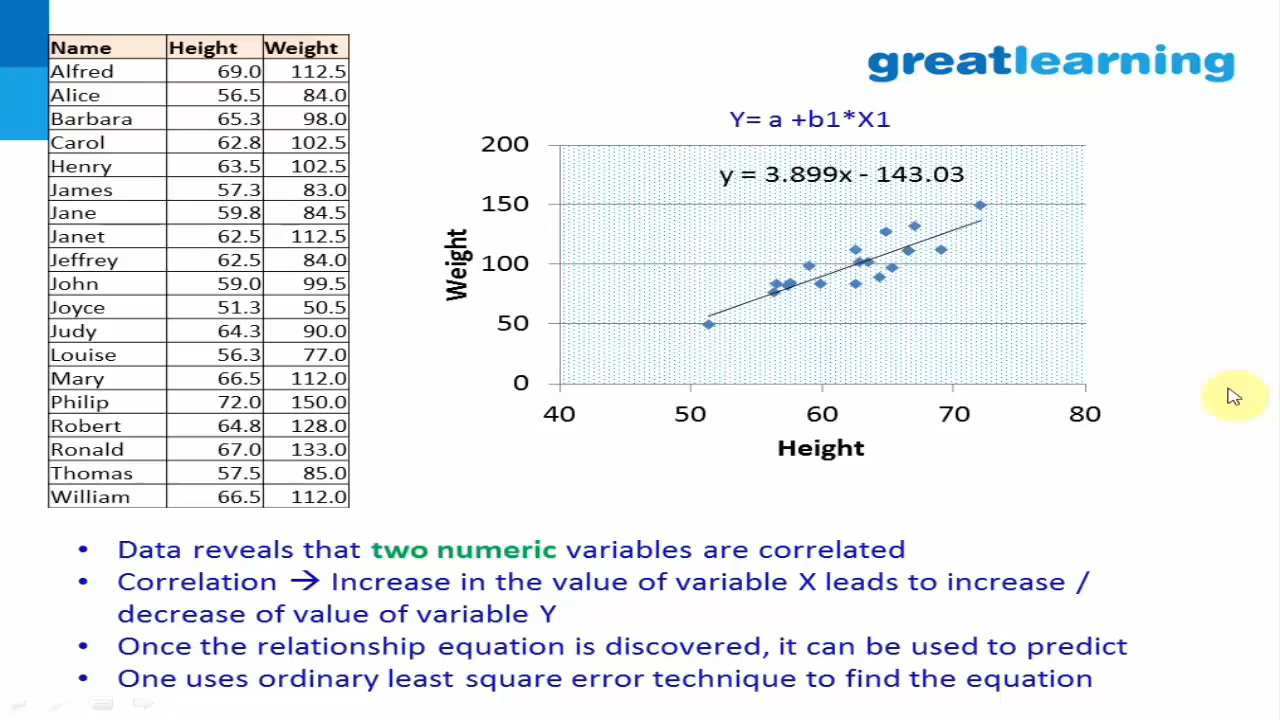 Name Height Weight
Alfred 69.0 112.5
Alice 56.5 84.0
Barbara 65.3 98.0
Carol 62.8 102.5
Henry 63.5 102.5
James 57.3 83.0
Jane 59.8 84.5
Janet 62.5 112.5
Jeffrey 62.5 84.0
John 59.0 99.5
Joyce 51.3 50.5
Judy 64.3 90.0
Louise 56.3 77.0
Mary 66.5 112.0
Philip 72.0 150.0
Robert 64.8 128.0
Ronald 67.0 133.0
Thomas 57.5 85.0
William 66.5 112.0
greatlearning
Y= a +b1*X1
y = 3.899x - 143.03
200
150
100
50
0
Weight
40 50 60 70 80
Height
• Data reveals that two numeric variables are correlated
• Correlation → Increase in the value of variable X leads to increase /
decrease of value of variable Y
• Once the relationship equation is discovered, it can be used to predict
• One uses ordinary least square error technique to find the equation